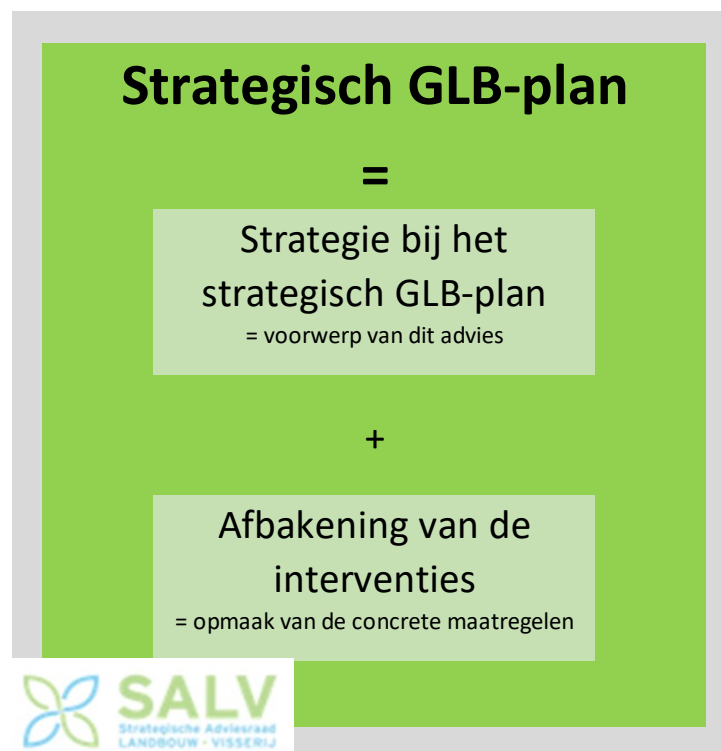 Strategisch GLB-plan
=
Strategie bij het
strategisch GLB-plan
= voorwerp van dit advies
+
Afbakening van de
interventies
= opmaak van de concrete maatregelen
SALV
Strategische Adviesraad
LANDBOUW - VISSERIJ